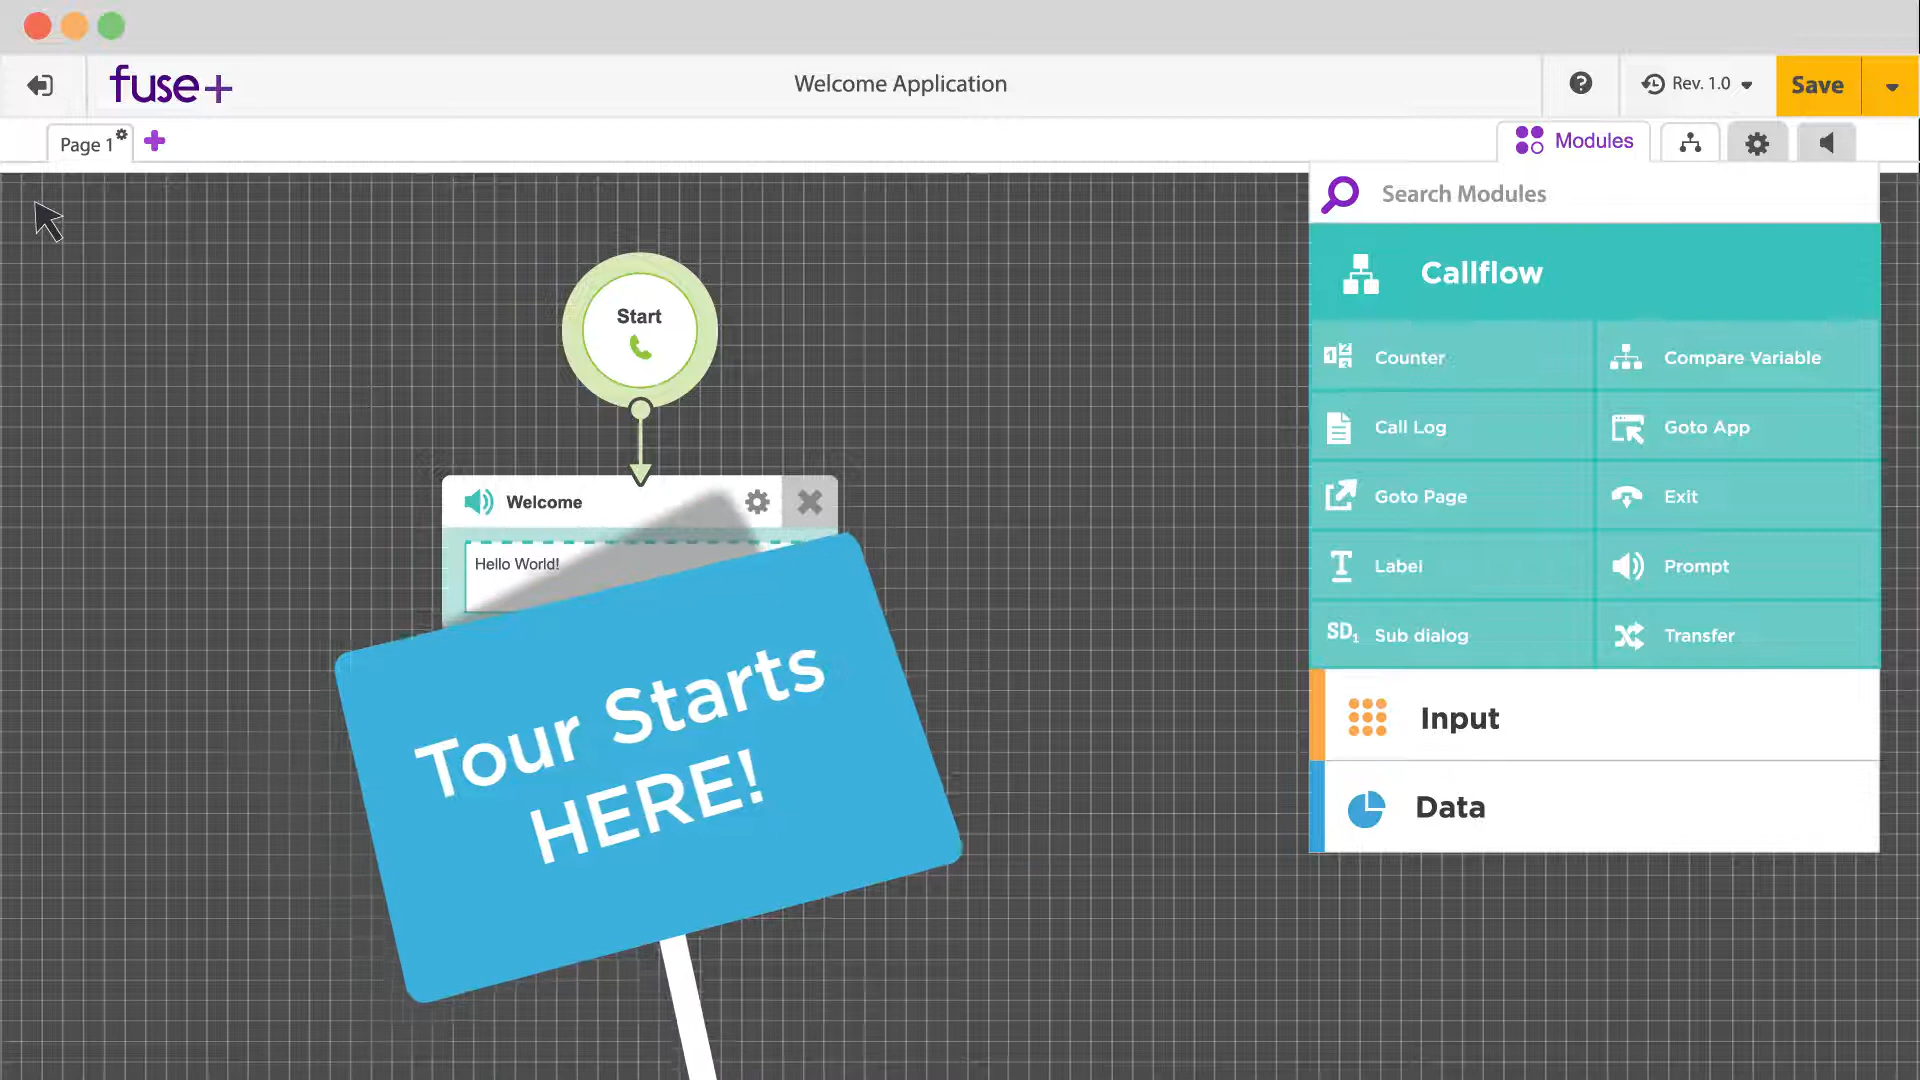 fuse+
Welcome Application
Rev. 1.0
Save
Page 1
Modules
Search Modules
Callflow
Counter
Compare Variable
Call Log
Goto App
Goto Page
Exit
Label
Prompt
SD1 Sub dialog
Transfer
Input
Data
Start
Welcome
Hello World!
Tour Starts
HERE!